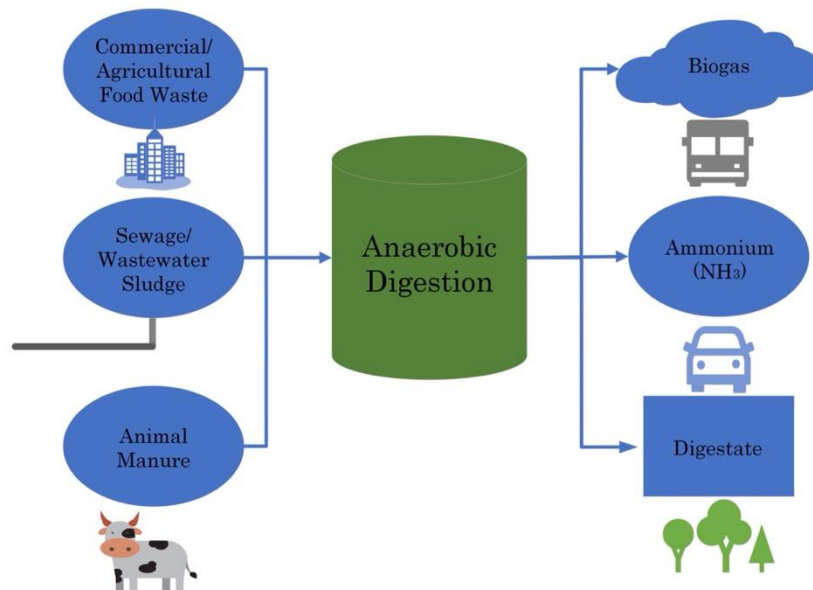 Commercial/
Agricultural
Food Waste
Sewage/
Wastewater
Sludge
Animal
Manure
Anaerobic
Digestion
Biogas
Ammonium
(NH₃)
Digestate